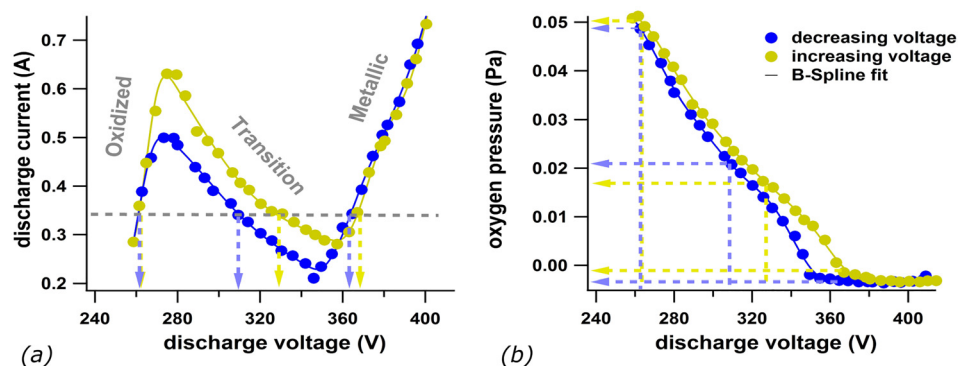 0.7
0.6
0.5
0.4
0.3
0.2
discharge current (A)
Oxidized
Transition
Metallic
240 280 320 360 400
discharge voltage (V)
(a)
0.05
0.04
0.03
0.02
0.01
0.00
oxygen pressure (Pa)
decreasing voltage
increasing voltage
B-Spline fit
240 280 320 360 400
discharge voltage (V)
(b)